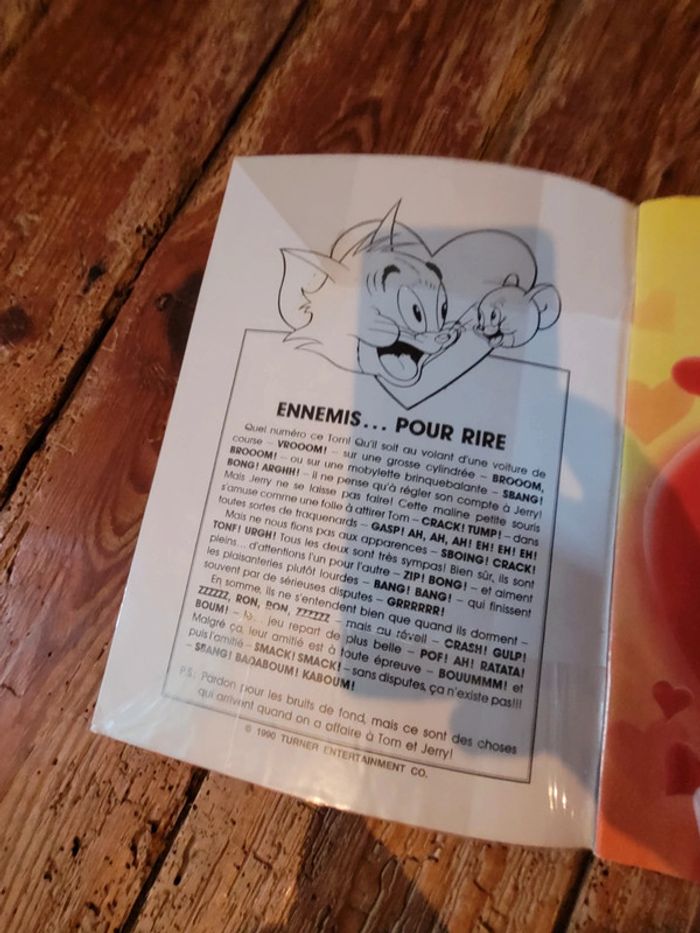 ENNEMIS... POUR RIRE
Quel numéro ce Tom! Qu'il soit au volant d'une voiture de
course – VROOOM! – sur une grosse cylindrée – BROOOM,
BROOOM! – ou sur une mobylette brinquebalante – SBANG!
BONG! ARGHH! – il ne pense qu'à régler son compte à Jerry!
Mais Jerry ne se laisse pas faire! Cette maline petite souris
s'amuse comme une folle à attirer Tom – CRACK! TUMP! – dans
toutes sortes de traquenards – GASP! AH, AH, AH! EH! EH! EH!
Mais ne nous fions pas aux apparences – SBOING! CRACK!
TONF! URGH! Tous les deux sont très sympas! Bien sûr, ils sont
pleins... d'attentions l'un pour l'autre – ZIP! BONG! – et aiment
les plaisanteries plutôt lourdes – BANG! BANG! – qui finissent
souvent par de sérieuses disputes – GRRRRRR!
En somme, ils ne s'entendent bien que quand ils dorment –
ZZZZZZ, RON, RON, ZZZZZZ – mais au réveil – CRASH! GULP!
BOUM! – le jeu repart de plus belle – POF! AH! RATATA!
Malgré ça, leur amitié est à toute épreuve – BOUUMMM! et
puis l'amitié – SMACK! SMACK! – sans disputes, ça n'existe pas!!!
– SBANG! BADABOUM! KABOUM!
P.S. Pardon pour les bruits de fond, mais ce sont des choses
qui arrivent quand on a affaire à Tom et Jerry!
© 1990 TURNER ENTERTAINMENT CO.